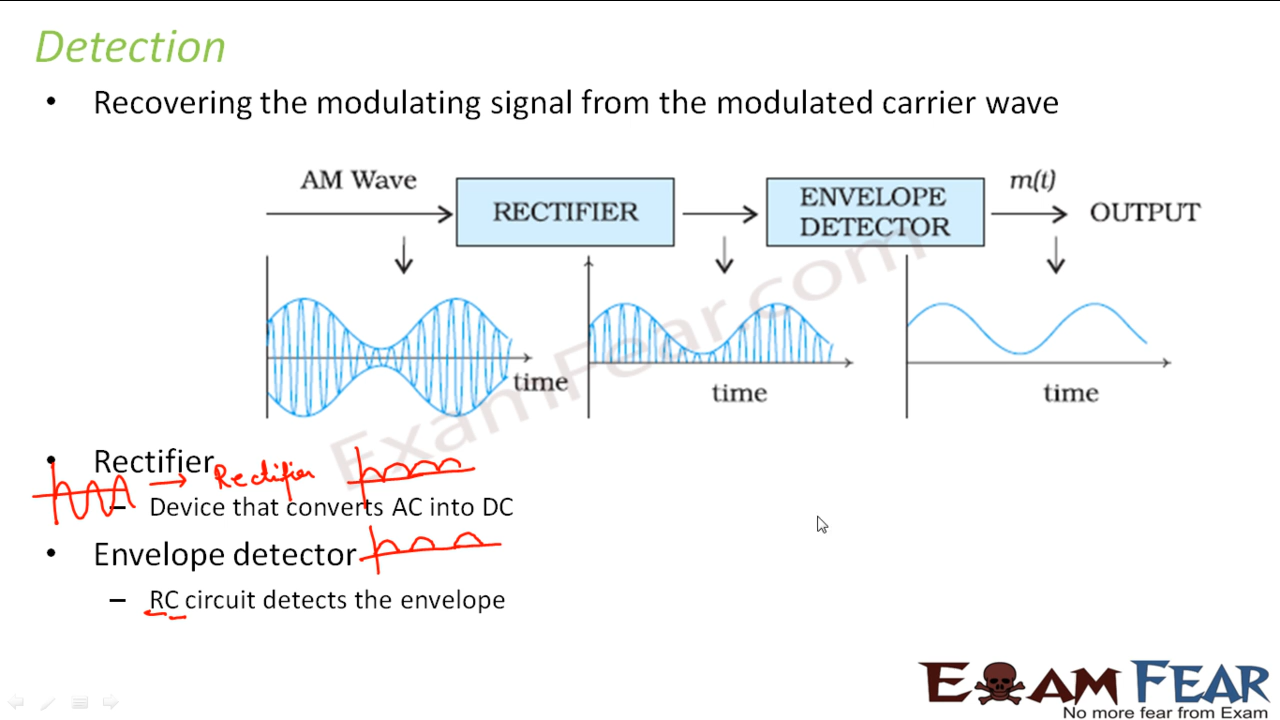 Detection
• Recovering the modulating signal from the modulated carrier wave
AM Wave
RECTIFIER
ENVELOPE
DETECTOR
m(t)
OUTPUT
time
time
time
ExamFear.com
• Rectifier
→ Rectifier
– Device that converts AC into DC
• Envelope detector
– RC circuit detects the envelope
EXAM FEAR
No more fear from Exam